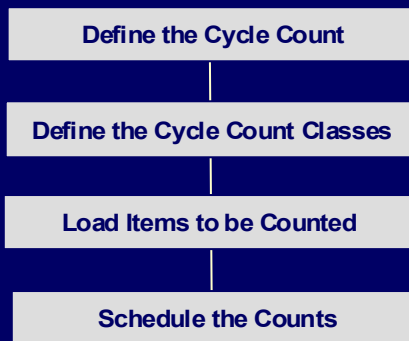 Define the Cycle Count
Define the Cycle Count Classes
Load Items to be Counted
Schedule the Counts